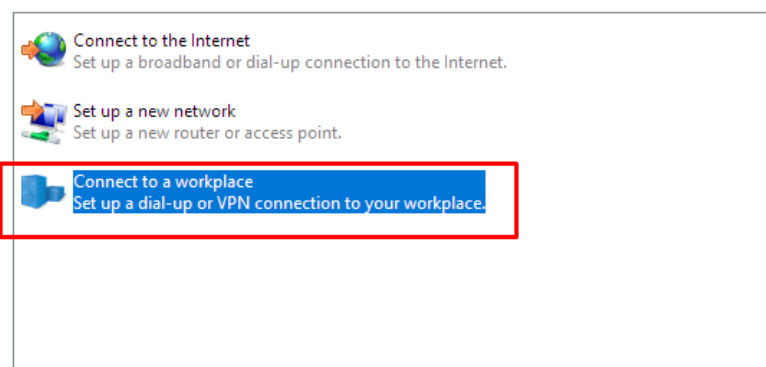 Connect to the Internet
Set up a broadband or dial-up connection to the Internet.
Set up a new network
Set up a new router or access point.
Connect to a workplace
Set up a dial-up or VPN connection to your workplace.